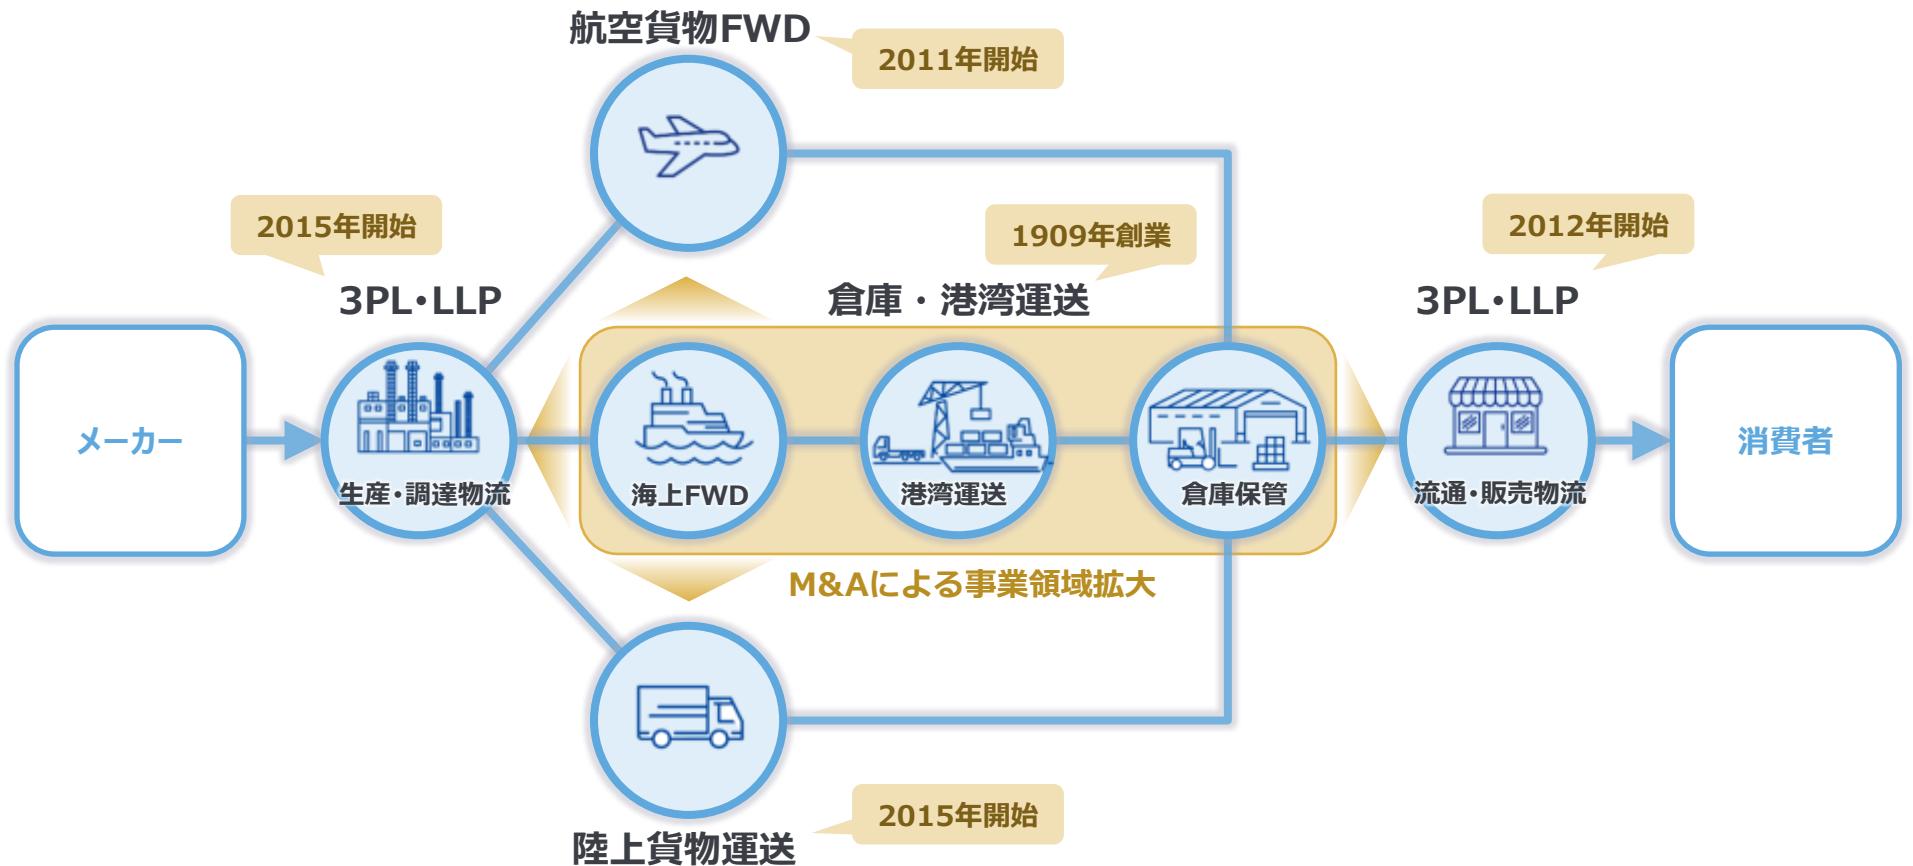 航空貨物FWD
2011年開始
2015年開始
1909年創業
2012年開始
3PL・LLP
倉庫・港湾運送
3PL・LLP
メーカー
生産・調達物流
海上FWD
港湾運送
倉庫保管
流通・販売物流
消費者
M&Aによる事業領域拡大
2015年開始
陸上貨物運送